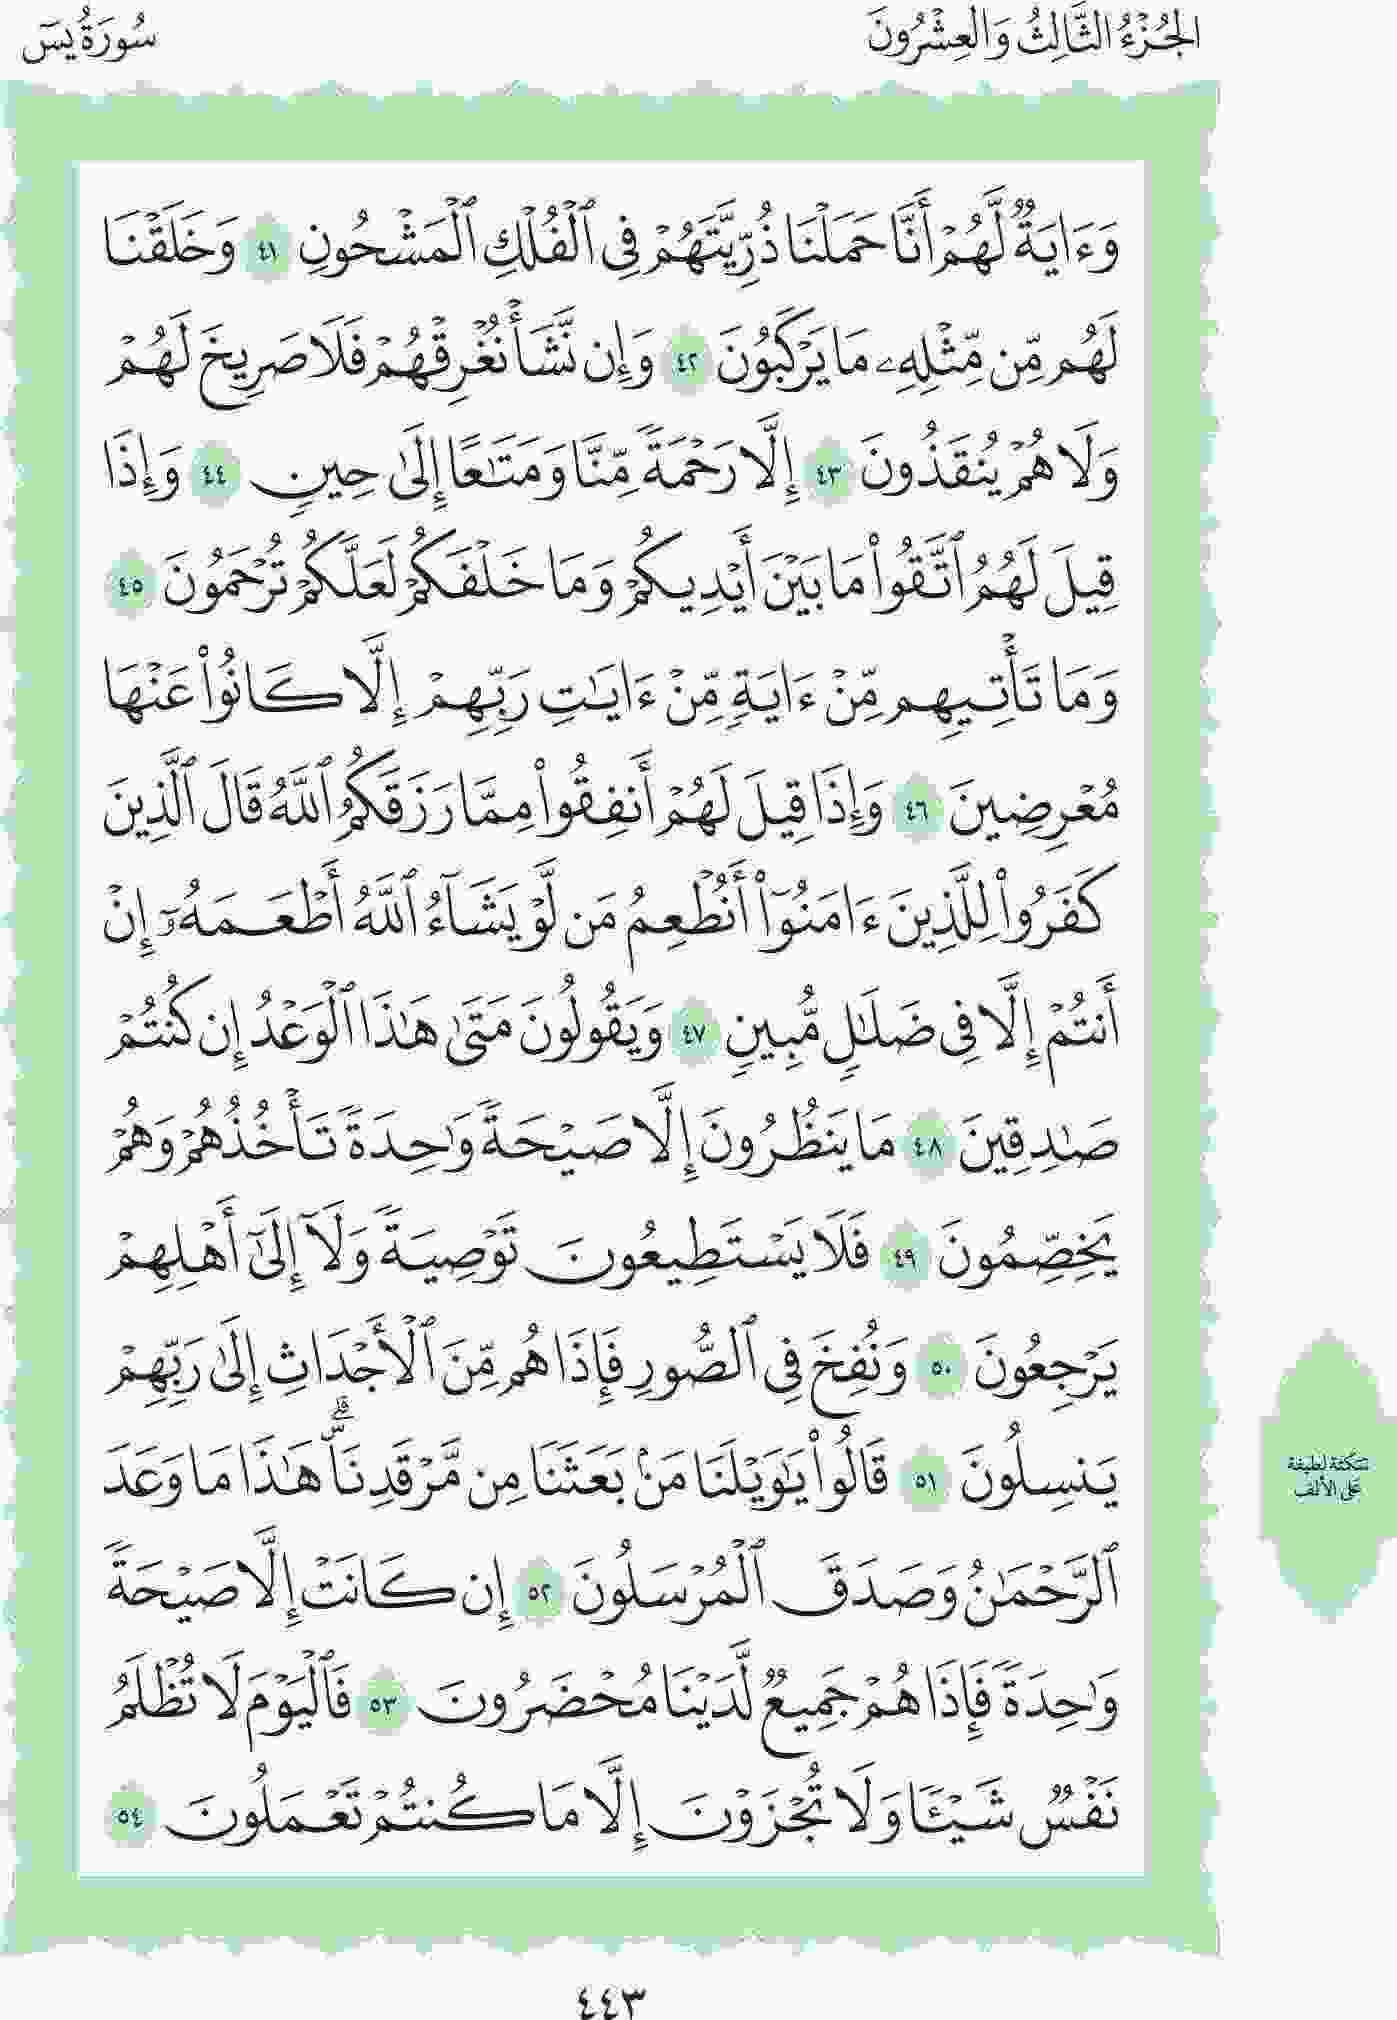 الجُزْءُ الثَّالِثُ وَالعِشْرُونَ
سُورَةُ يسٓ
وَءَايَةٌ لَّهُمْ أَنَّا حَمَلْنَا ذُرِّيَّتَهُمْ فِي ٱلْفُلْكِ ٱلْمَشْحُونِ ٤١ وَخَلَقْنَا
لَهُم مِّن مِّثْلِهِۦ مَا يَرْكَبُونَ ٤٢ وَإِن نَّشَأْ نُغْرِقْهُمْ فَلَا صَرِيخَ لَهُمْ
وَلَا هُمْ يُنقَذُونَ ٤٣ إِلَّا رَحْمَةً مِّنَّا وَمَتَٰعًا إِلَىٰ حِينٍ ٤٤ وَإِذَا
قِيلَ لَهُمُ ٱتَّقُوا۟ مَا بَيْنَ أَيْدِيكُمْ وَمَا خَلْفَكُمْ لَعَلَّكُمْ تُرْحَمُونَ ٤٥
وَمَا تَأْتِيهِم مِّنْ ءَايَةٍ مِّنْ ءَايَٰتِ رَبِّهِمْ إِلَّا كَانُوا۟ عَنْهَا
مُعْرِضِينَ ٤٦ وَإِذَا قِيلَ لَهُمْ أَنفِقُوا۟ مِمَّا رَزَقَكُمُ ٱللَّهُ قَالَ ٱلَّذِينَ
كَفَرُوا۟ لِلَّذِينَ ءَامَنُوٓا۟ أَنُطْعِمُ مَن لَّوْ يَشَآءُ ٱللَّهُ أَطْعَمَهُۥٓ إِنْ
أَنتُمْ إِلَّا فِي ضَلَٰلٍ مُّبِينٍ ٤٧ وَيَقُولُونَ مَتَىٰ هَٰذَا ٱلْوَعْدُ إِن كُنتُمْ
صَٰدِقِينَ ٤٨ مَا يَنظُرُونَ إِلَّا صَيْحَةً وَٰحِدَةً تَأْخُذُهُمْ وَهُمْ
يَخِصِّمُونَ ٤٩ فَلَا يَسْتَطِيعُونَ تَوْصِيَةً وَلَآ إِلَىٰٓ أَهْلِهِمْ
يَرْجِعُونَ ٥٠ وَنُفِخَ فِي ٱلصُّورِ فَإِذَا هُم مِّنَ ٱلْأَجْدَاثِ إِلَىٰ رَبِّهِمْ
يَنسِلُونَ ٥١ قَالُوا۟ يَٰوَيْلَنَا مَنۢ بَعَثَنَا مِن مَّرْقَدِنَاۜۗ هَٰذَا مَا وَعَدَ
ٱلرَّحْمَٰنُ وَصَدَقَ ٱلْمُرْسَلُونَ ٥٢ إِن كَانَتْ إِلَّا صَيْحَةً
وَٰحِدَةً فَإِذَا هُمْ جَمِيعٌ لَّدَيْنَا مُحْضَرُونَ ٥٣ فَٱلْيَوْمَ لَا تُظْلَمُ
نَفْسٌ شَيْـًٔا وَلَا تُجْزَوْنَ إِلَّا مَا كُنتُمْ تَعْمَلُونَ ٥٤
سكتة لطيفة
على الألف
٤٤٣